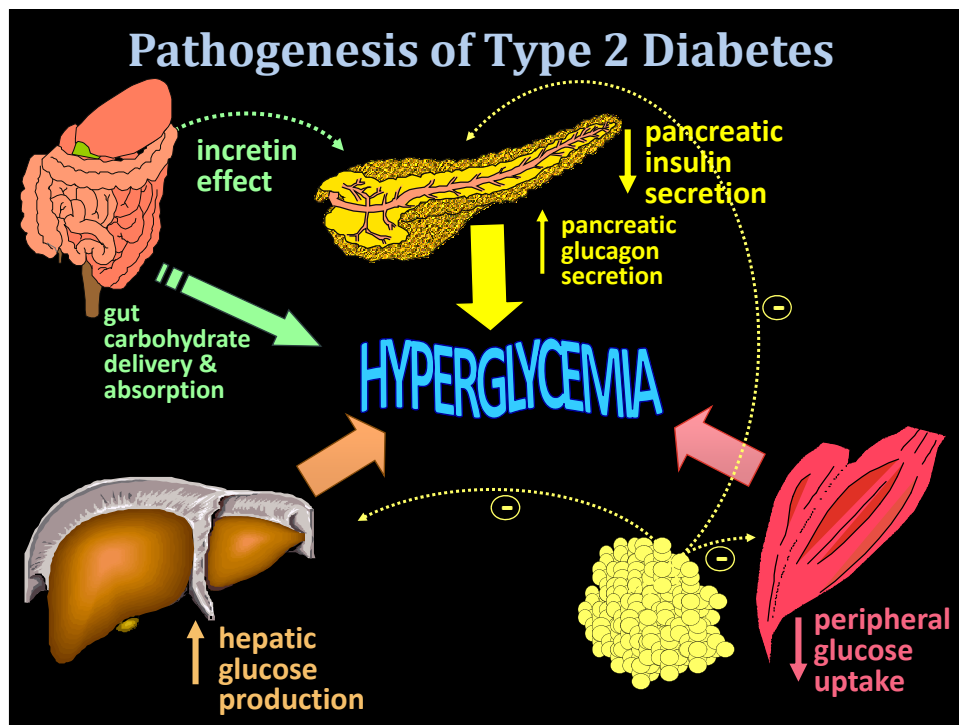 Pathogenesis of Type 2 Diabetes
incretin
effect
pancreatic
insulin
secretion
pancreatic
glucagon
secretion
gut
carbohydrate
delivery &
absorption
HYPERGLYCEMIA
-
-
-
hepatic
glucose
production
peripheral
glucose
uptake